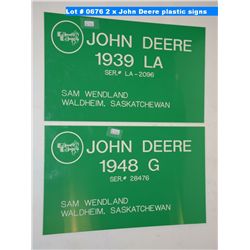 Lot # 0676 2 x John Deere plastic signs
JOHN DEERE
1939 LA
SER.# LA-2096
SAM WENDLAND
WALDHEIM, SASKATCHEWAN
JOHN DEERE
1948 G
SER.# 28476
SAM WENDLAND
WALDHEIM, SASKATCHEWAN